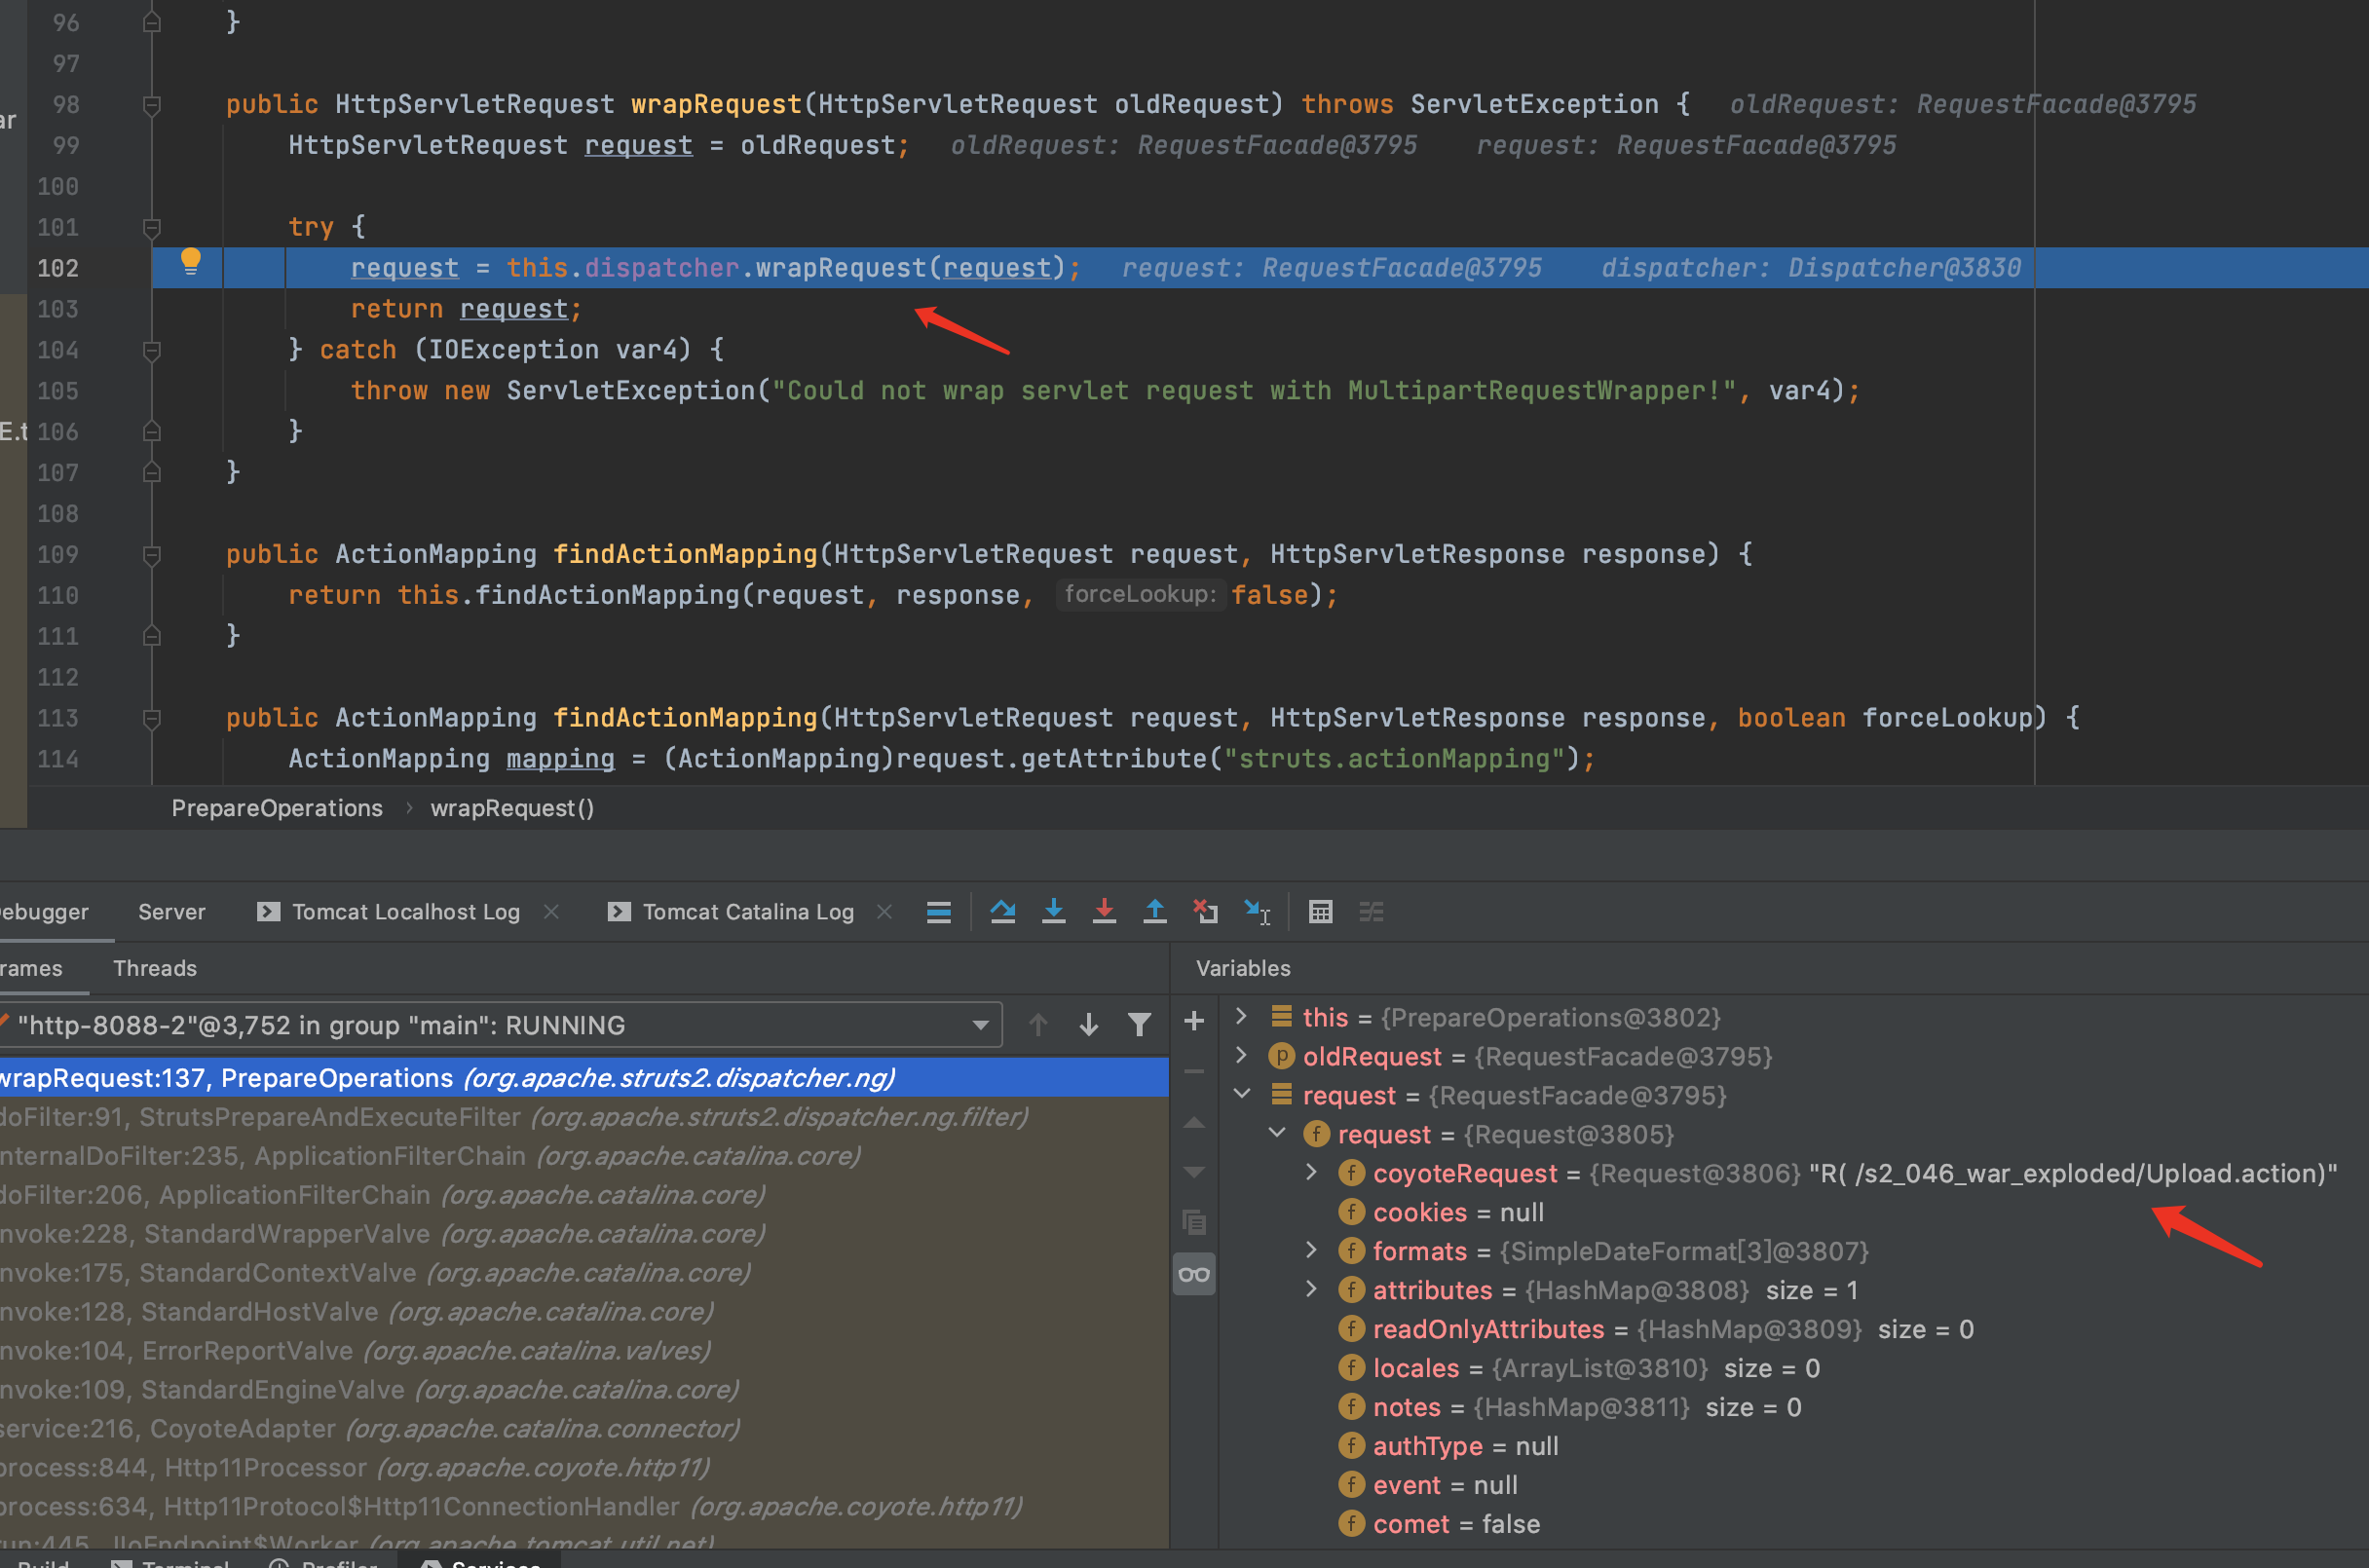 96 }
97
98 public HttpServletRequest wrapRequest(HttpServletRequest oldRequest) throws ServletException { oldRequest: RequestFacade@3795
ar
99 HttpServletRequest request = oldRequest; oldRequest: RequestFacade@3795 request: RequestFacade@3795
100
101 try {
102 request = this.dispatcher.wrapRequest(request); request: RequestFacade@3795 dispatcher: Dispatcher@3830
103 return request;
104 } catch (IOException var4) {
105 throw new ServletException("Could not wrap servlet request with MultipartRequestWrapper!", var4);
E.t 106 }
107 }
108
109 public ActionMapping findActionMapping(HttpServletRequest request, HttpServletResponse response) {
110 return this.findActionMapping(request, response, forceLookup: false);
111 }
112
113 public ActionMapping findActionMapping(HttpServletRequest request, HttpServletResponse response, boolean forceLookup) {
114 ActionMapping mapping = (ActionMapping)request.getAttribute("struts.actionMapping");
PrepareOperations › wrapRequest()
ebugger Server Tomcat Localhost Log Tomcat Catalina Log
rames Threads
"http-8088-2"@3,752 in group "main": RUNNING
wrapRequest:137, PrepareOperations (org.apache.struts2.dispatcher.ng)
doFilter:91, StrutsPrepareAndExecuteFilter (org.apache.struts2.dispatcher.ng.filter)
nternalDoFilter:235, ApplicationFilterChain (org.apache.catalina.core)
doFilter:206, ApplicationFilterChain (org.apache.catalina.core)
nvoke:228, StandardWrapperValve (org.apache.catalina.core)
nvoke:175, StandardContextValve (org.apache.catalina.core)
nvoke:128, StandardHostValve (org.apache.catalina.core)
nvoke:104, ErrorReportValve (org.apache.catalina.valves)
nvoke:109, StandardEngineValve (org.apache.catalina.core)
service:216, CoyoteAdapter (org.apache.catalina.connector)
process:844, Http11Processor (org.apache.coyote.http11)
process:634, Http11Protocol$Http11ConnectionHandler (org.apache.coyote.http11)
run:445, JIoEndpoint$Worker (org.apache.tomcat.util.net)
Variables
this = {PrepareOperations@3802}
p oldRequest = {RequestFacade@3795}
request = {RequestFacade@3795}
f request = {Request@3805}
f coyoteRequest = {Request@3806} "R( /s2_046_war_exploded/Upload.action)"
f cookies = null
f formats = {SimpleDateFormat[3]@3807}
f attributes = {HashMap@3808} size = 1
f readOnlyAttributes = {HashMap@3809} size = 0
f locales = {ArrayList@3810} size = 0
f notes = {HashMap@3811} size = 0
f authType = null
f event = null
f comet = false
Build Terminal Profiler Services